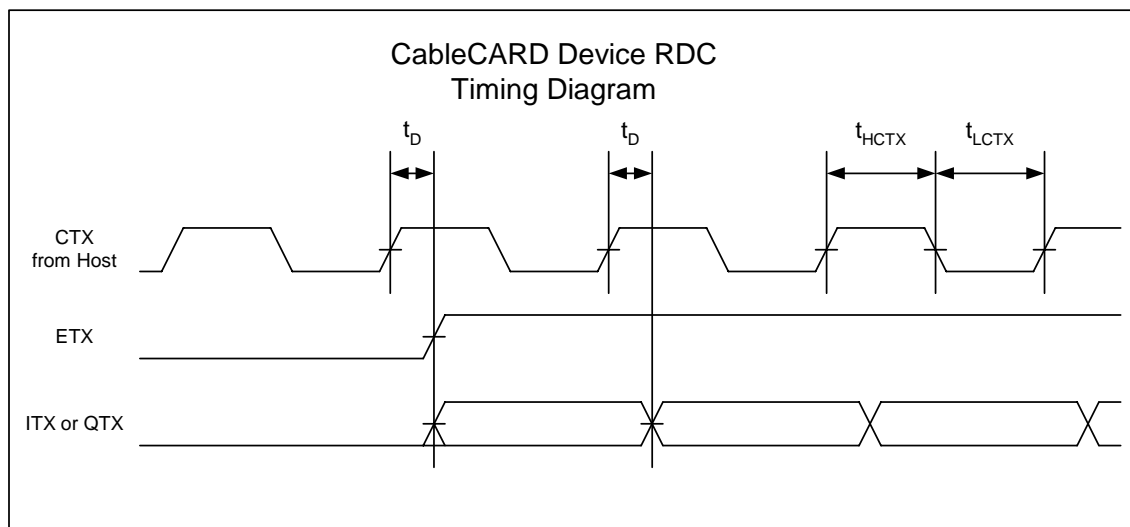 CableCARD Device RDC
Timing Diagram
tD
tD
tHCTX
tLCTX
CTX
from Host
ETX
ITX or QTX